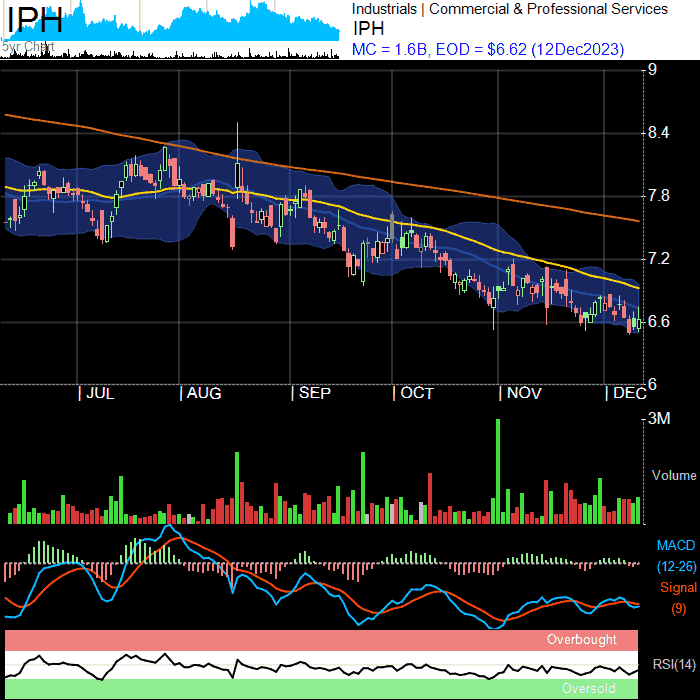 IPH
5yr Chart
Industrials | Commercial & Professional Services
IPH
MC = 1.6B, EOD = $6.62 (12Dec2023)
9
8.4
7.8
7.2
6.6
6
| JUL | AUG | SEP | OCT | NOV | DEC
3M
Volume
MACD
(12-26)
Signal
(9)
Overbought
RSI(14)
Oversold